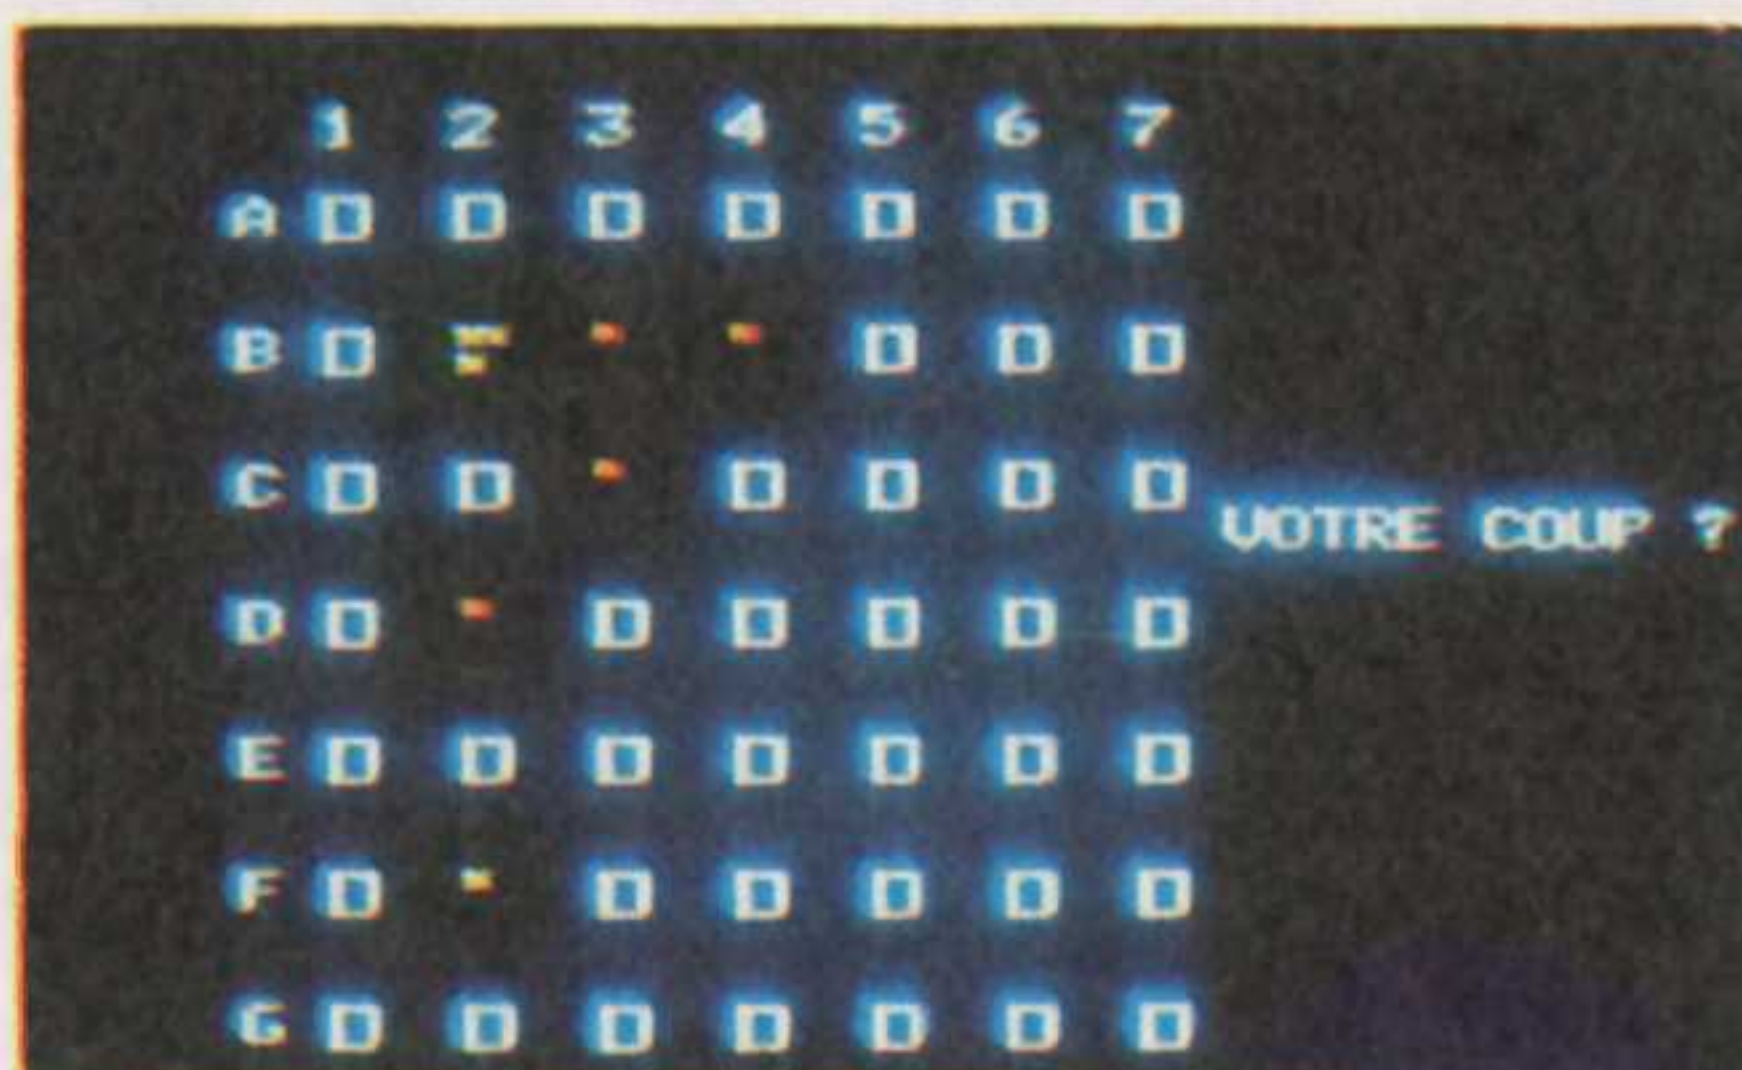 1 2 3 4 5 6 7
A D D D D D D D
B D D D D
C D D D D D D
VOTRE COUP ?
D D D D D D D
E D D D D D D D
F D D D D D D
G D D D D D D D